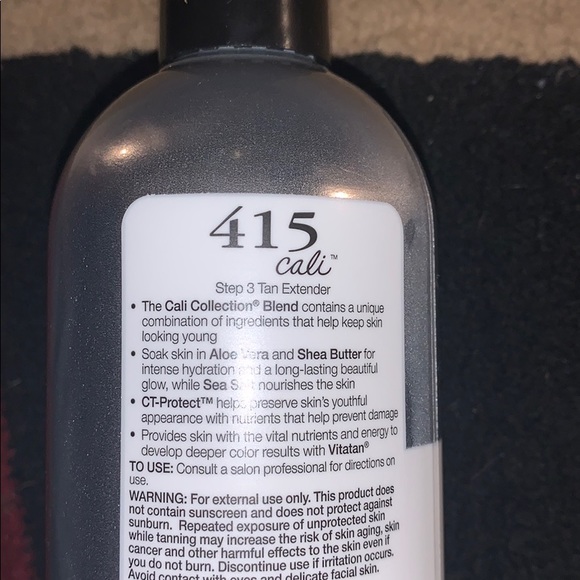 415
cali™
Step 3 Tan Extender
• The Cali Collection® Blend contains a unique
combination of ingredients that help keep skin
looking young
• Soak skin in Aloe Vera and Shea Butter for
intense hydration and a long-lasting beautiful
glow, while Sea Salt nourishes the skin
• CT-Protect™ helps preserve skin's youthful
appearance with nutrients that help prevent damage
• Provides skin with the vital nutrients and energy to
develop deeper color results with Vitatan®
TO USE: Consult a salon professional for directions on
use.
WARNING: For external use only. This product does
not contain sunscreen and does not protect against
sunburn. Repeated exposure of unprotected skin
while tanning may increase the risk of skin aging, skin
cancer and other harmful effects to the skin even if
you do not burn. Discontinue use if irritation occurs.
Avoid contact with eyes and delicate facial skin.